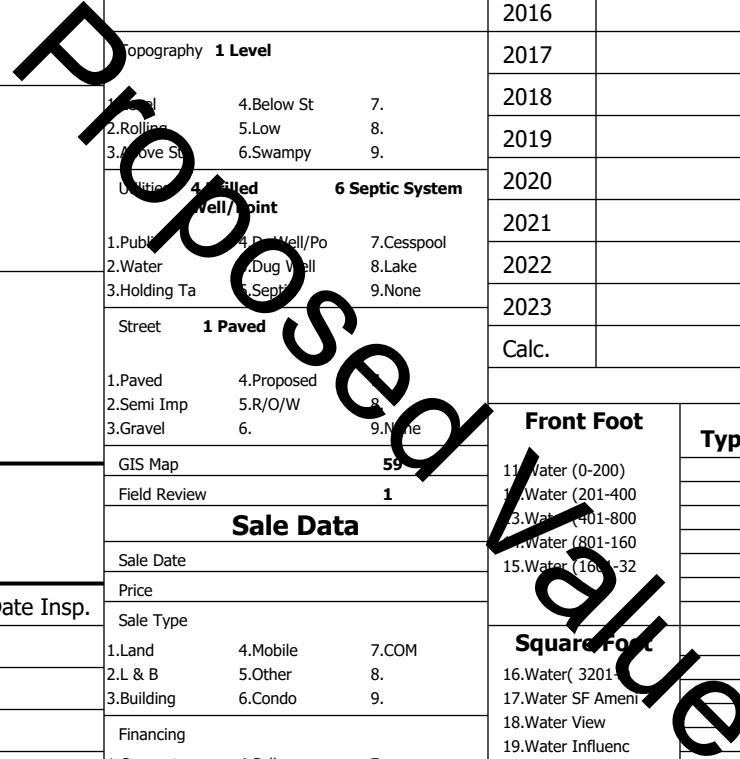 Topography 1 Level
1.Level 4.Below St 7.
2.Rolling 5.Low 8.
3.Above St 6.Swampy 9.
Utilities 4 Drilled 6 Septic System
Well/Point
1.Public 4.Dr Well/Po 7.Cesspool
2.Water 5.Dug Well 8.Lake
3.Holding Ta 6.Septic 9.None
Street 1 Paved
1.Paved 4.Proposed 7.
2.Semi Imp 5.R/O/W 8.
3.Gravel 6. 9.None
GIS Map 59
Field Review 1
Sale Data
Sale Date
Price
Sale Type
1.Land 4.Mobile 7.COM
2.L & B 5.Other 8.
3.Building 6.Condo 9.
Financing
Date Insp.
2016
2017
2018
2019
2020
2021
2022
2023
Calc.
Front Foot
11.Water (0-200)
12.Water (201-400
13.Water (401-800
14.Water (801-160
15.Water (1601-32
Square Foot
16.Water( 3201-
17.Water SF Ameni
18.Water View
19.Water Influenc
Typ
Proposed Value